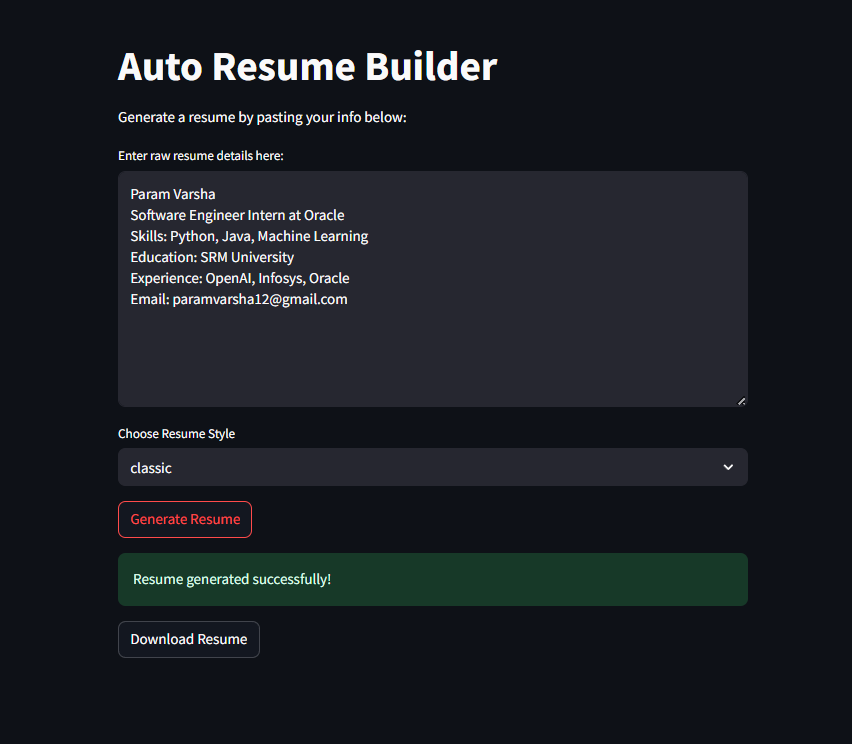 Auto Resume Builder
Generate a resume by pasting your info below:
Enter raw resume details here:
Param Varsha
Software Engineer Intern at Oracle
Skills: Python, Java, Machine Learning
Education: SRM University
Experience: OpenAI, Infosys, Oracle
Email: paramvarsha12@gmail.com
Choose Resume Style
classic
Generate Resume
Resume generated successfully!
Download Resume